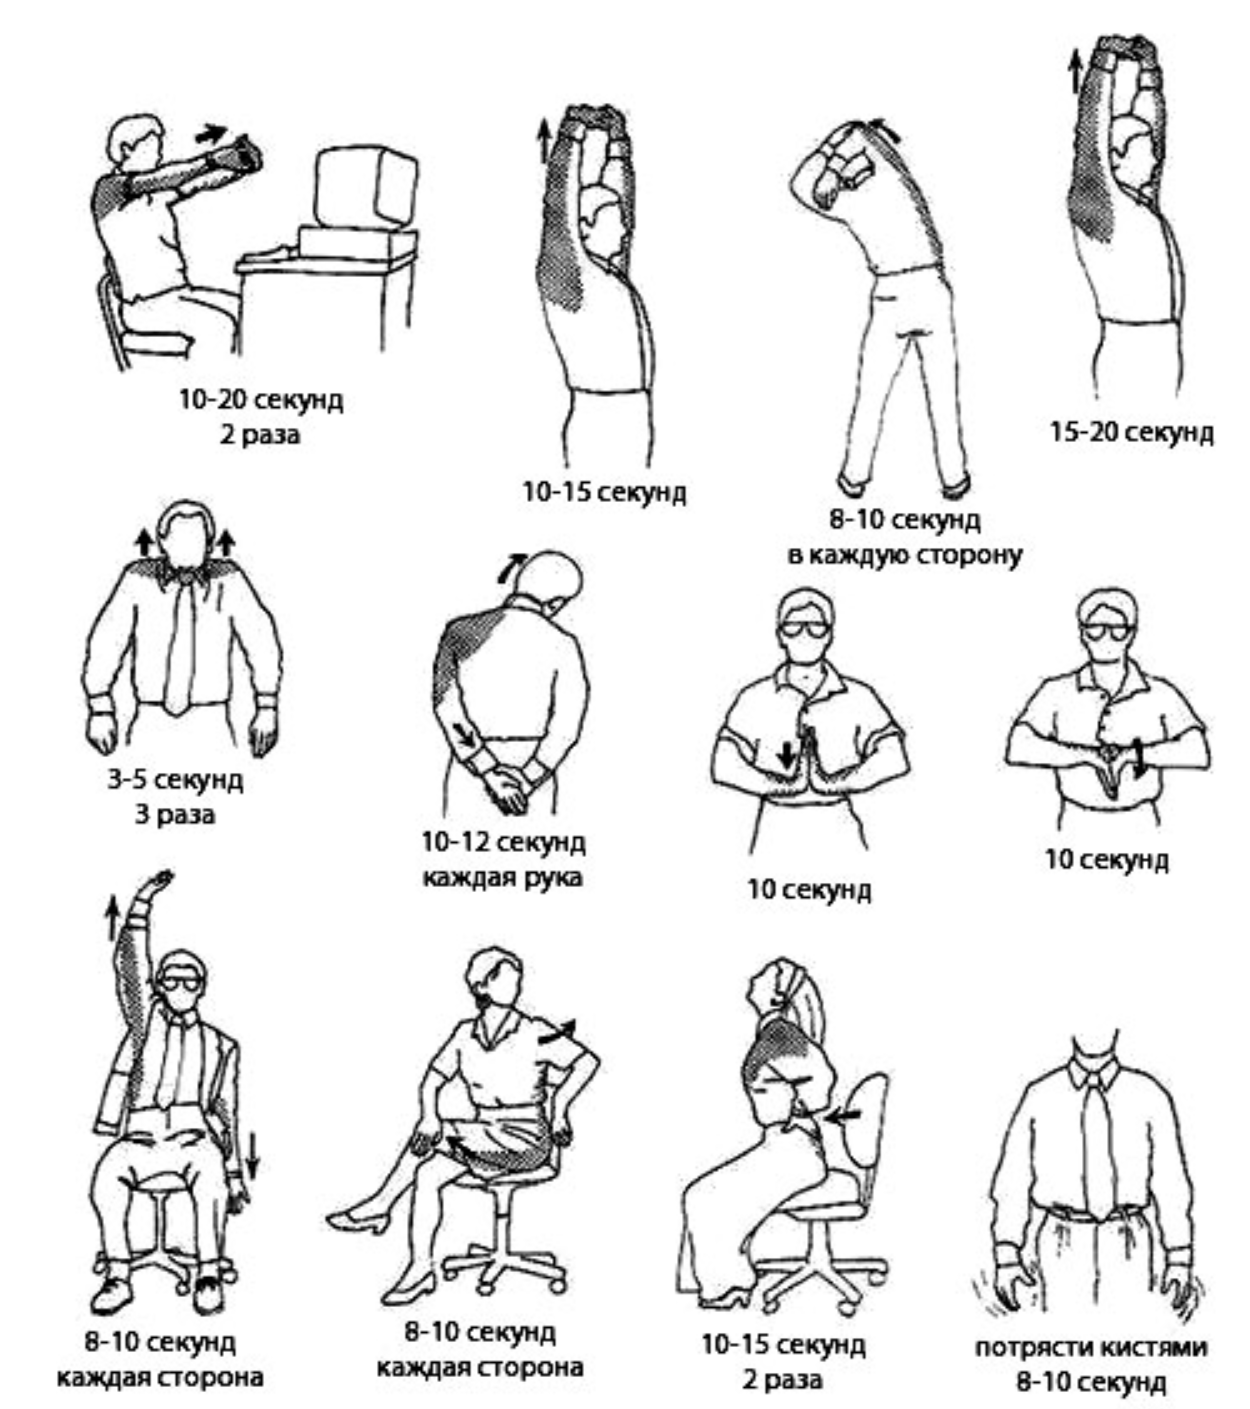 10-20 секунд
2 раза
10-15 секунд
8-10 секунд
в каждую сторону
15-20 секунд
3-5 секунд
3 раза
10-12 секунд
каждая рука
10 секунд
10 секунд
8-10 секунд
каждая сторона
8-10 секунд
каждая сторона
10-15 секунд
2 раза
потрясти кистями
8-10 секунд